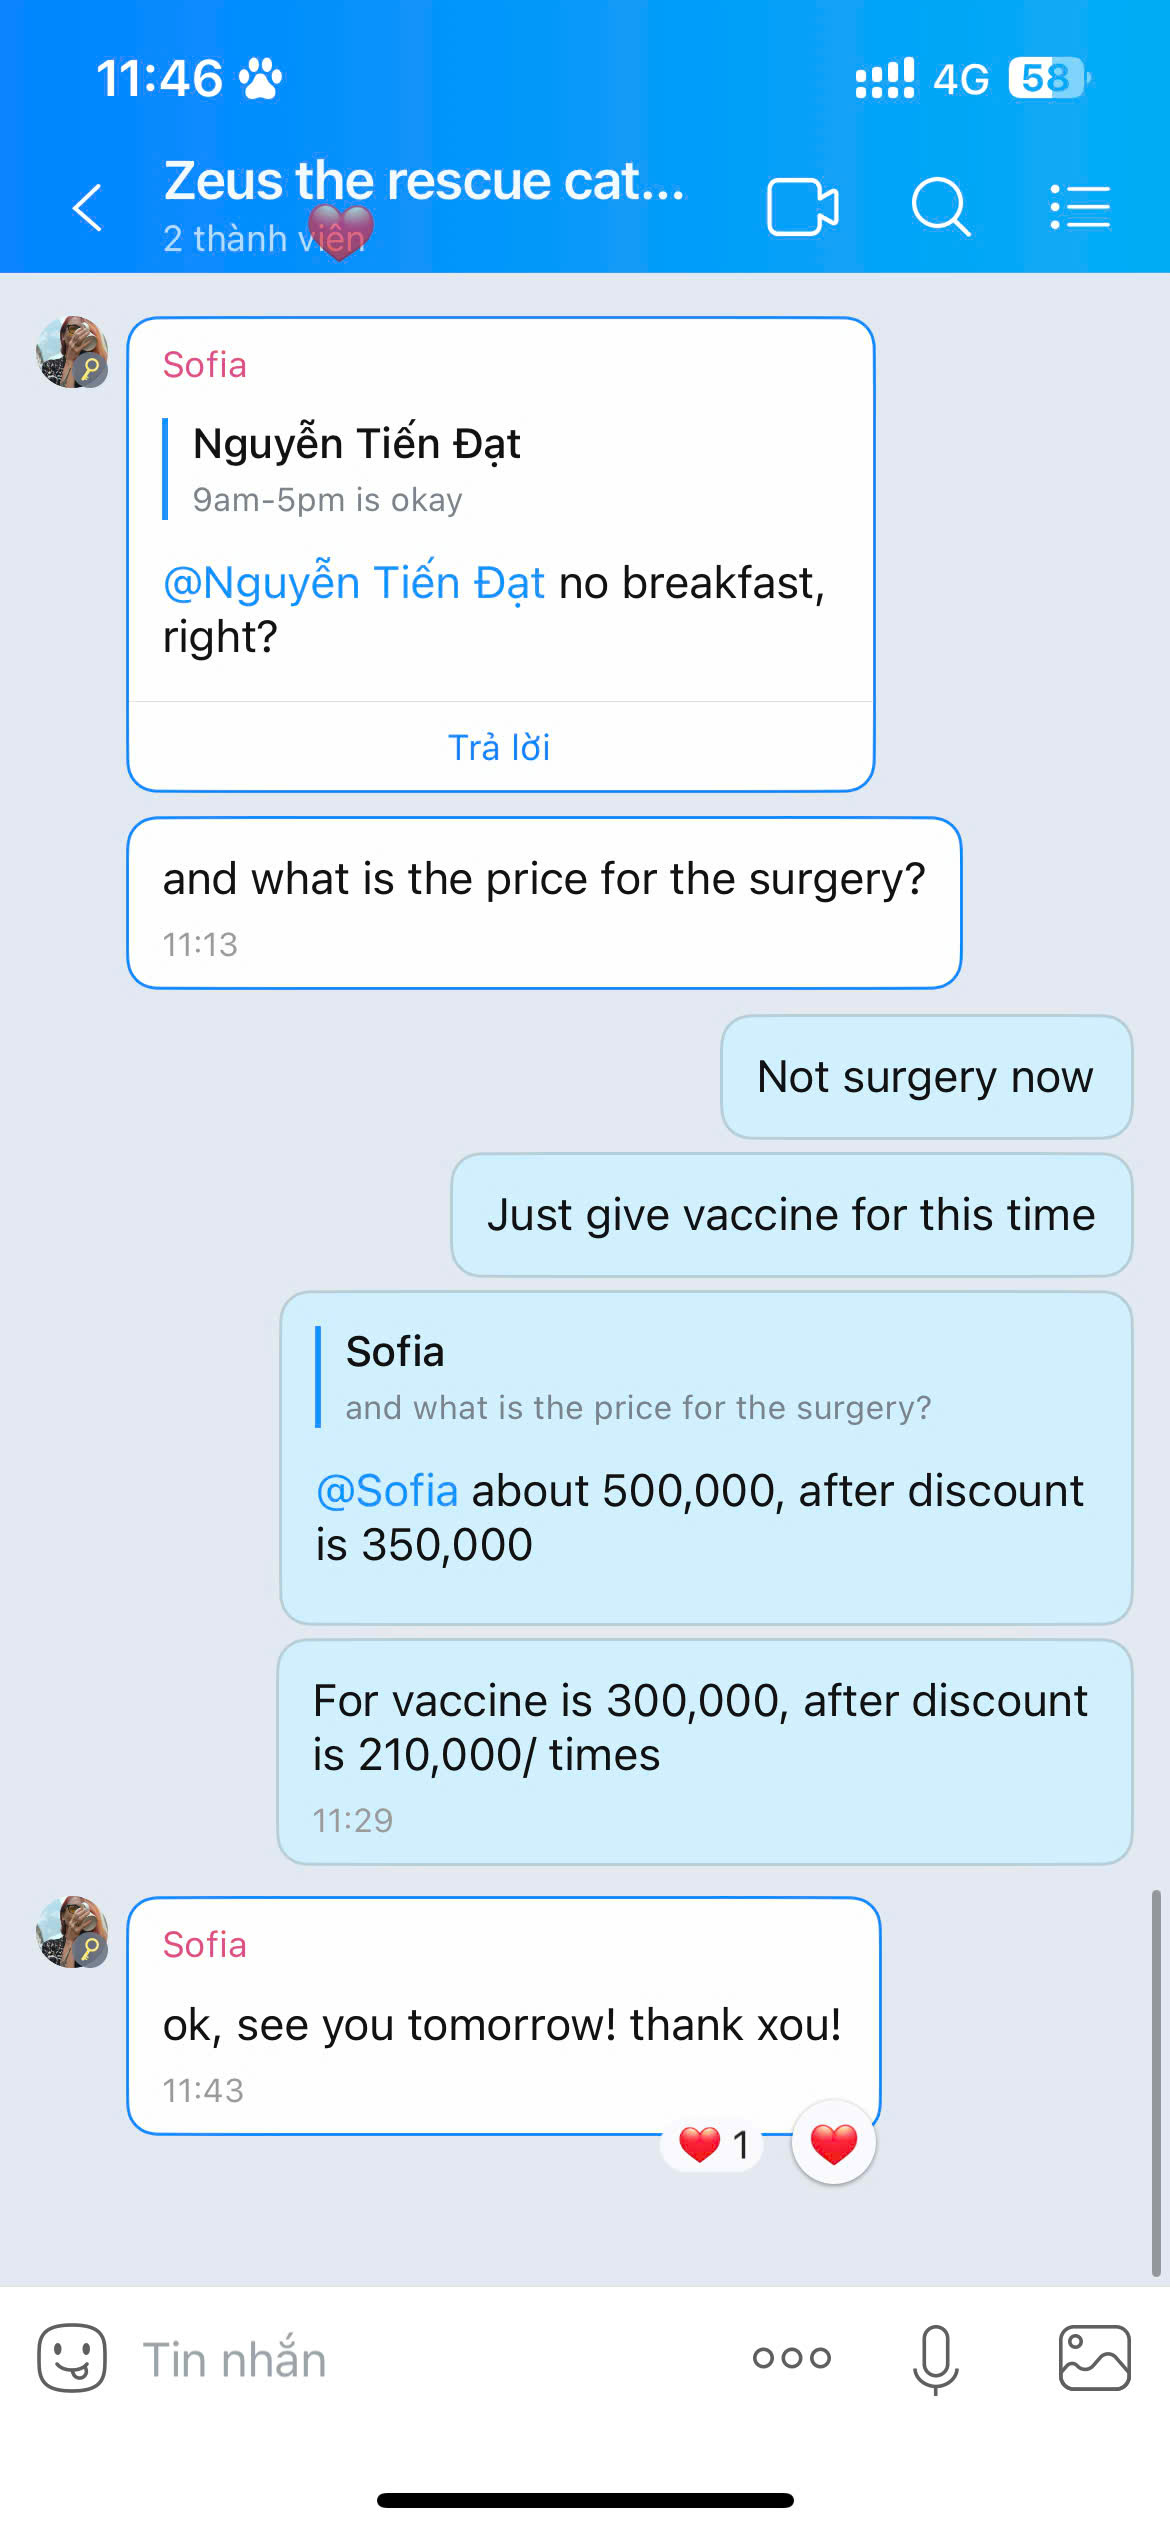 11:46
4G 58
Zeus the rescue cat...
2 thành viên
Sofia
Nguyễn Tiến Đạt
9am-5pm is okay
@Nguyễn Tiến Đạt no breakfast,
right?
Trả lời
and what is the price for the surgery?
11:13
Not surgery now
Just give vaccine for this time
Sofia
and what is the price for the surgery?
@Sofia about 500,000, after discount
is 350,000
For vaccine is 300,000, after discount
is 210,000/ times
11:29
Sofia
ok, see you tomorrow! thank xou!
11:43
1
Tin nhắn